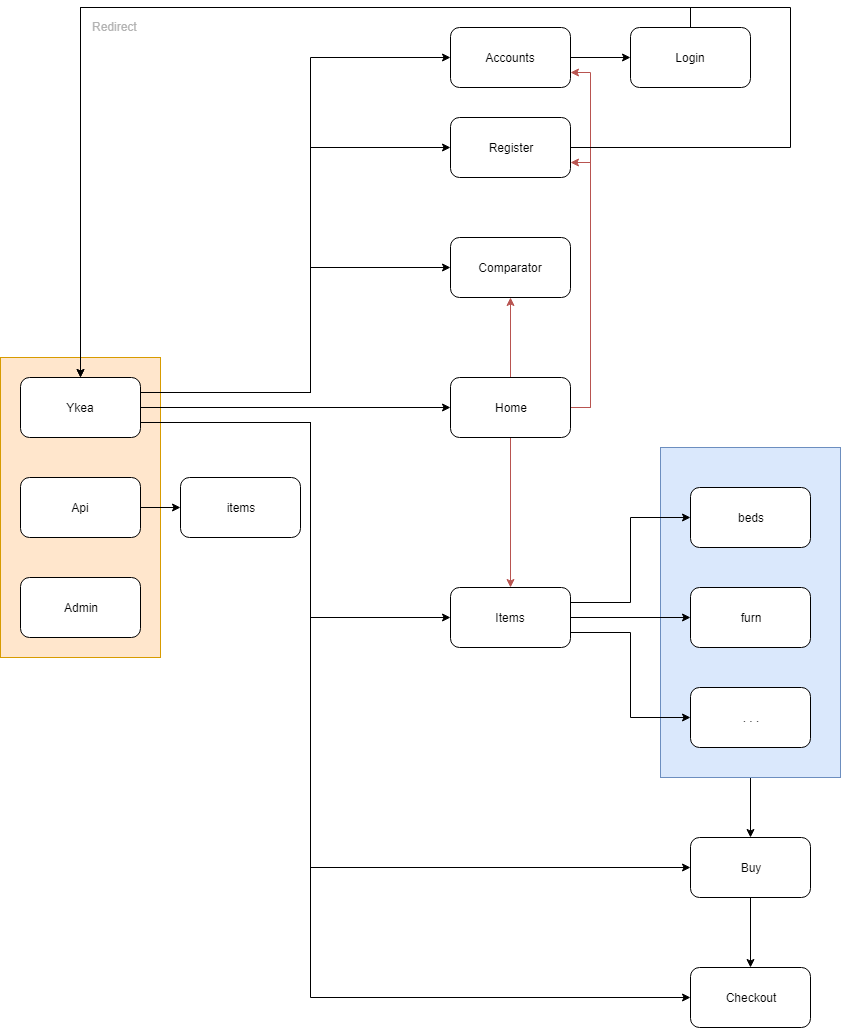 Redirect
Accounts
Login
Register
Comparator
Ykea
Home
Api
items
beds
Admin
Items
furn
. . .
Buy
Checkout